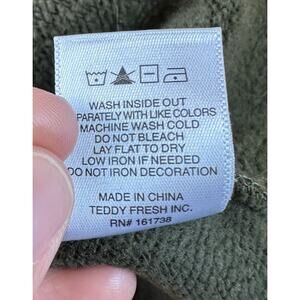 WASH INSIDE OUT
PARATELY WITH LIKE COLORS
MACHINE WASH COLD
DO NOT BLEACH
LAY FLAT TO DRY
LOW IRON IF NEEDED
DO NOT IRON DECORATION
MADE IN CHINA
TEDDY FRESH INC.
RN# 161738